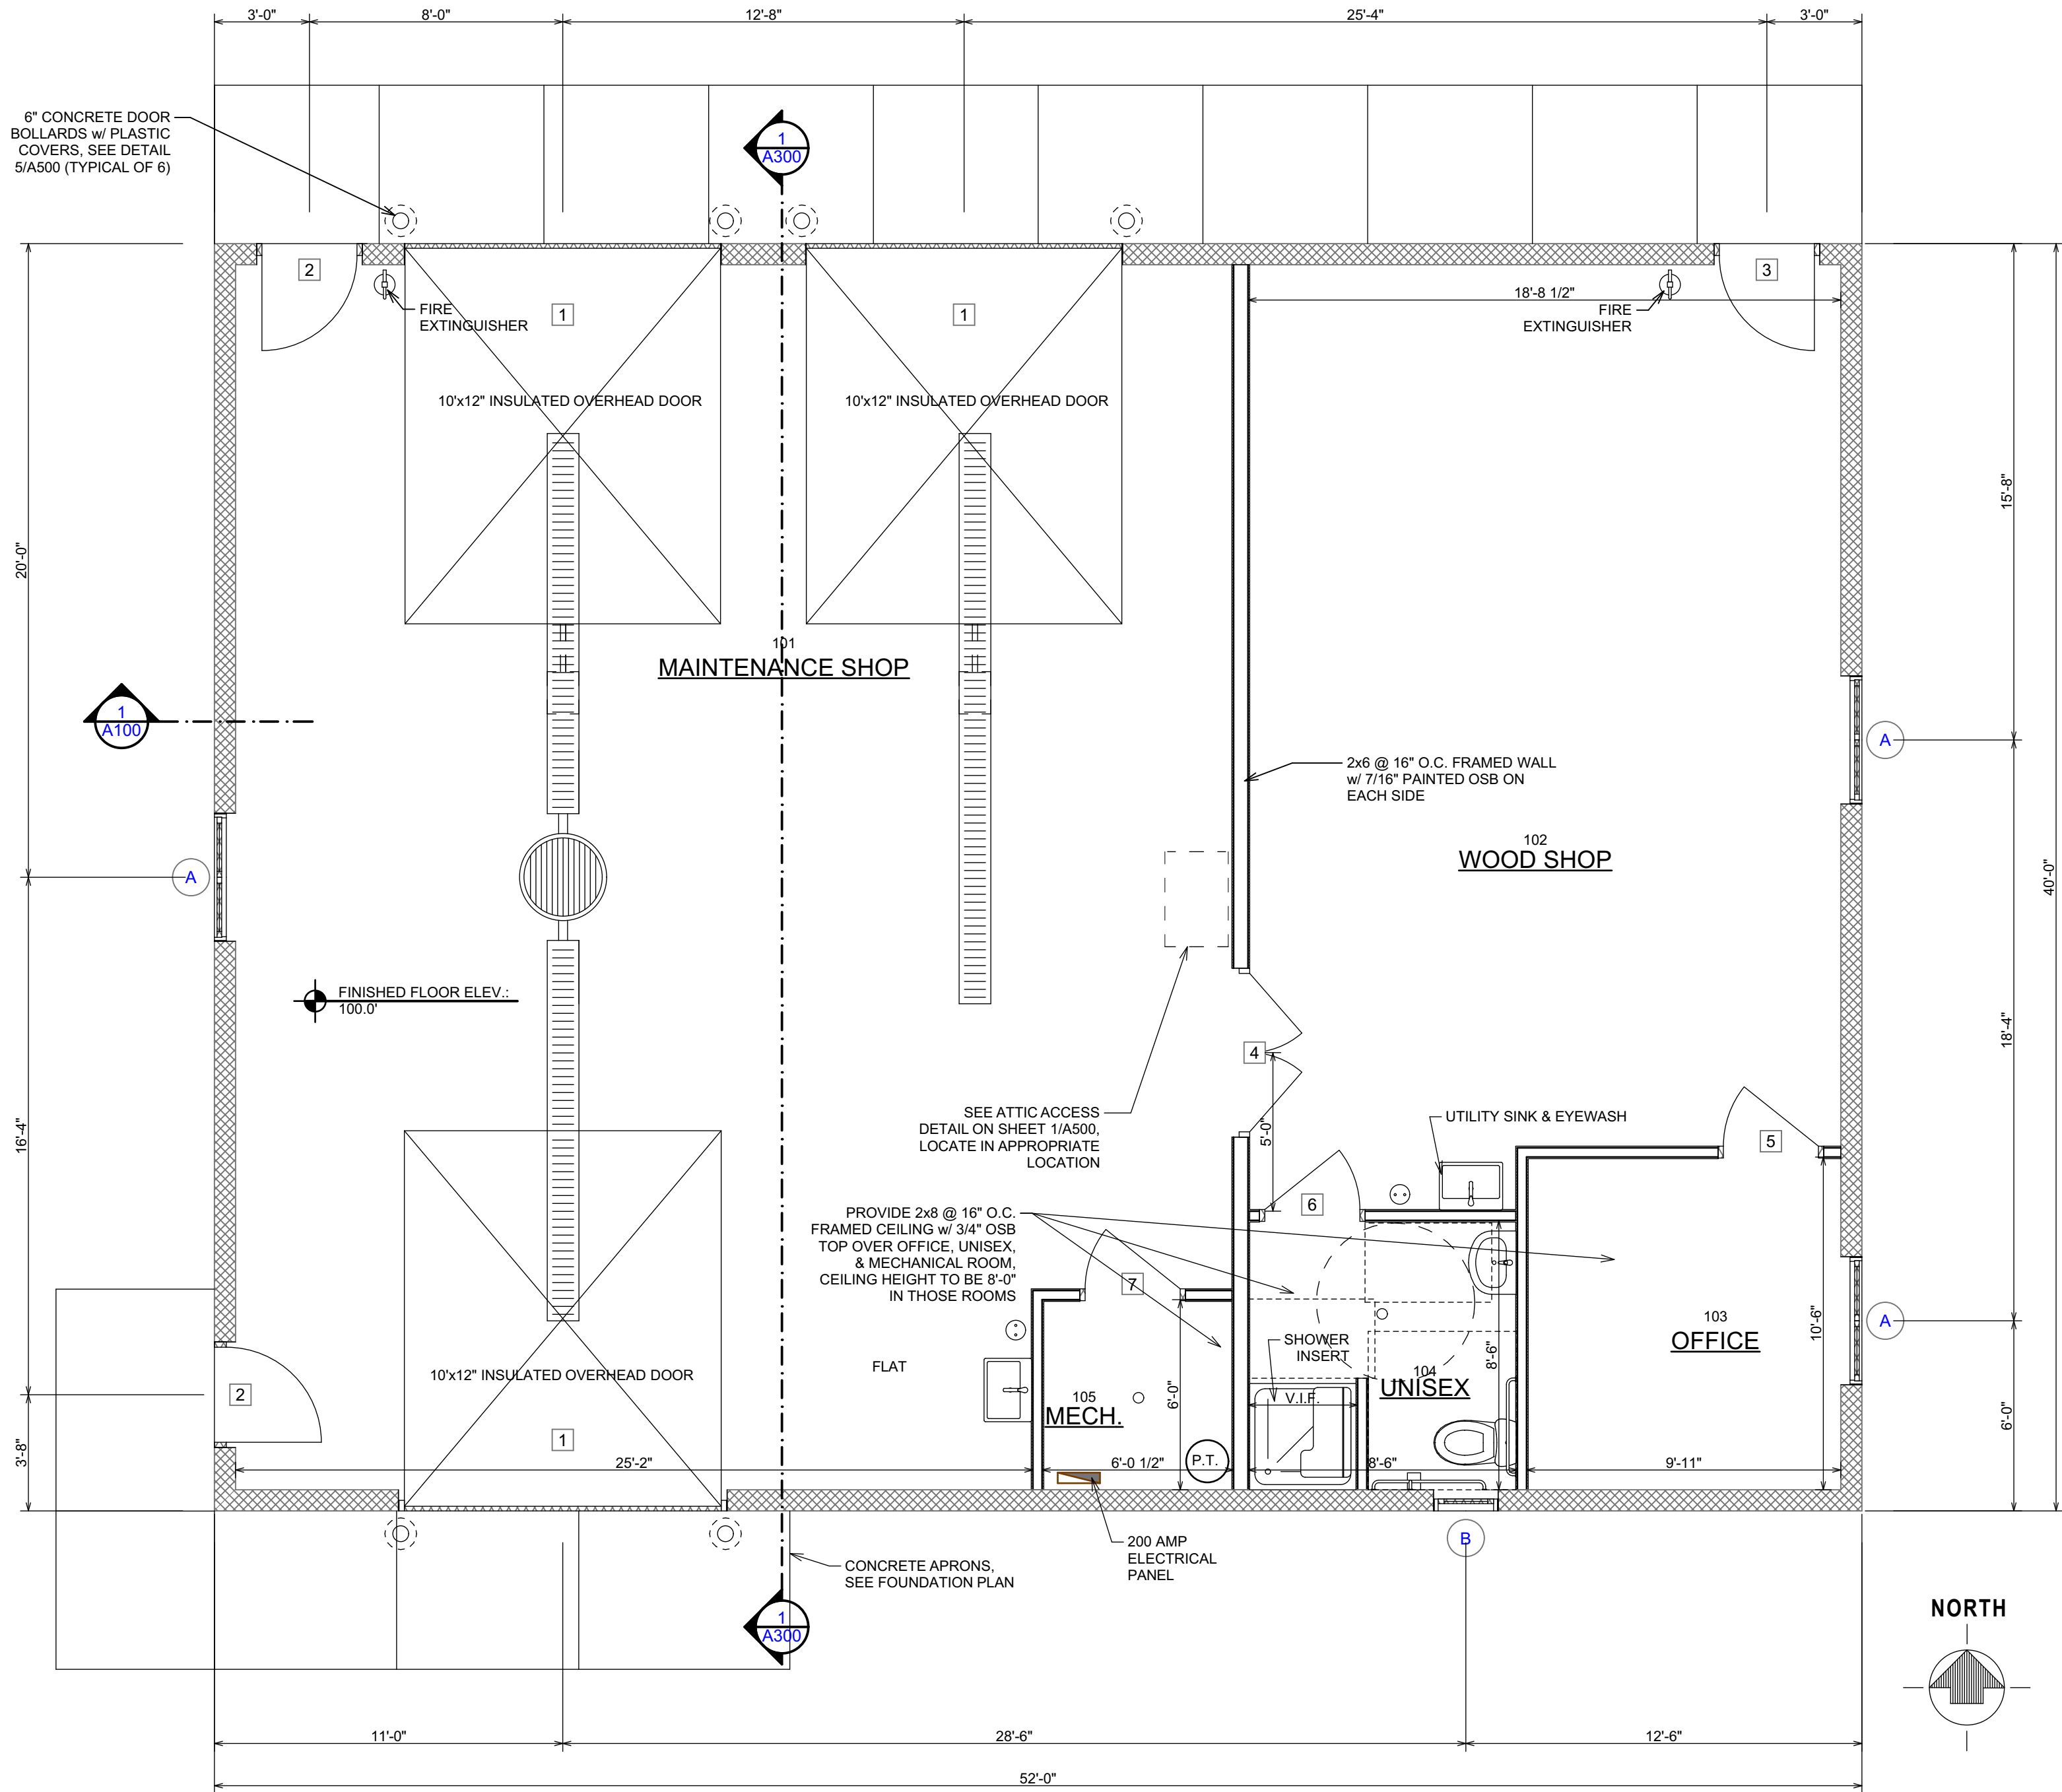 3'-0"
8'-0"
12'-8"
25'-4"
3'-0"
6" CONCRETE DOOR
BOLLARDS w/ PLASTIC
COVERS, SEE DETAIL
5/A500 (TYPICAL OF 6)
1
A300
2
FIRE
EXTINGUISHER
1
1
18'-8 1/2"
FIRE
EXTINGUISHER
3
10'x12" INSULATED OVERHEAD DOOR
10'x12" INSULATED OVERHEAD DOOR
15'-8"
20'-0"
101
MAINTENANCE SHOP
1
A100
A
2x6 @ 16" O.C. FRAMED WALL
w/ 7/16" PAINTED OSB ON
EACH SIDE
102
WOOD SHOP
40'-0"
A
FINISHED FLOOR ELEV.:
100.0'
18'-4"
4
SEE ATTIC ACCESS
DETAIL ON SHEET 1/A500,
LOCATE IN APPROPRIATE
LOCATION
5'-0"
UTILITY SINK & EYEWASH
5
16'-4"
6
PROVIDE 2x8 @ 16" O.C.
FRAMED CEILING w/ 3/4" OSB
TOP OVER OFFICE, UNISEX,
& MECHANICAL ROOM,
CEILING HEIGHT TO BE 8'-0"
IN THOSE ROOMS
7
103
OFFICE
10'-6"
A
SHOWER
INSERT
8'-6"
FLAT
10'x12" INSULATED OVERHEAD DOOR
104
UNISEX
2
105
MECH.
6'-0"
V.I.F.
6'-0"
1
3'-8"
25'-2"
6'-0 1/2"
P.T.
8'-6"
9'-11"
B
200 AMP
ELECTRICAL
PANEL
CONCRETE APRONS,
SEE FOUNDATION PLAN
1
A300
NORTH
11'-0"
28'-6"
12'-6"
52'-0"